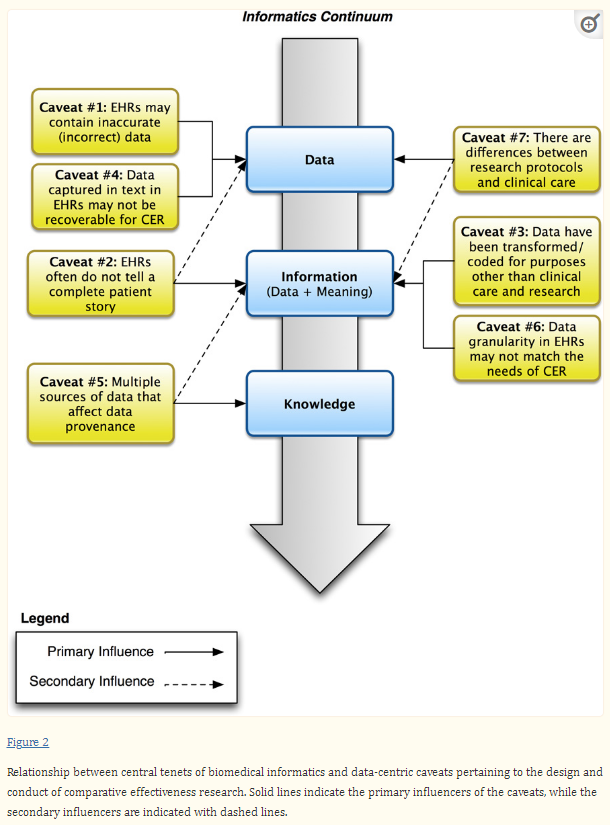 Informatics Continuum
Caveat #1: EHRs may
contain inaccurate
(incorrect) data
Caveat #4: Data
captured in text in
EHRs may not be
recoverable for CER
Caveat #2: EHRs
often do not tell a
complete patient
story
Caveat #5: Multiple
sources of data that
affect data
provenance
Data
Information
(Data + Meaning)
Knowledge
Caveat #7: There are
differences between
research protocols
and clinical care
Caveat #3: Data have
been transformed/
coded for purposes
other than clinical
care and research
Caveat #6: Data
granularity in EHRs
may not match the
needs of CER
Legend
Primary Influence
Secondary Influence
Figure 2
Relationship between central tenets of biomedical informatics and data-centric caveats pertaining to the design and
conduct of comparative effectiveness research. Solid lines indicate the primary influencers of the caveats, while the
secondary influencers are indicated with dashed lines.